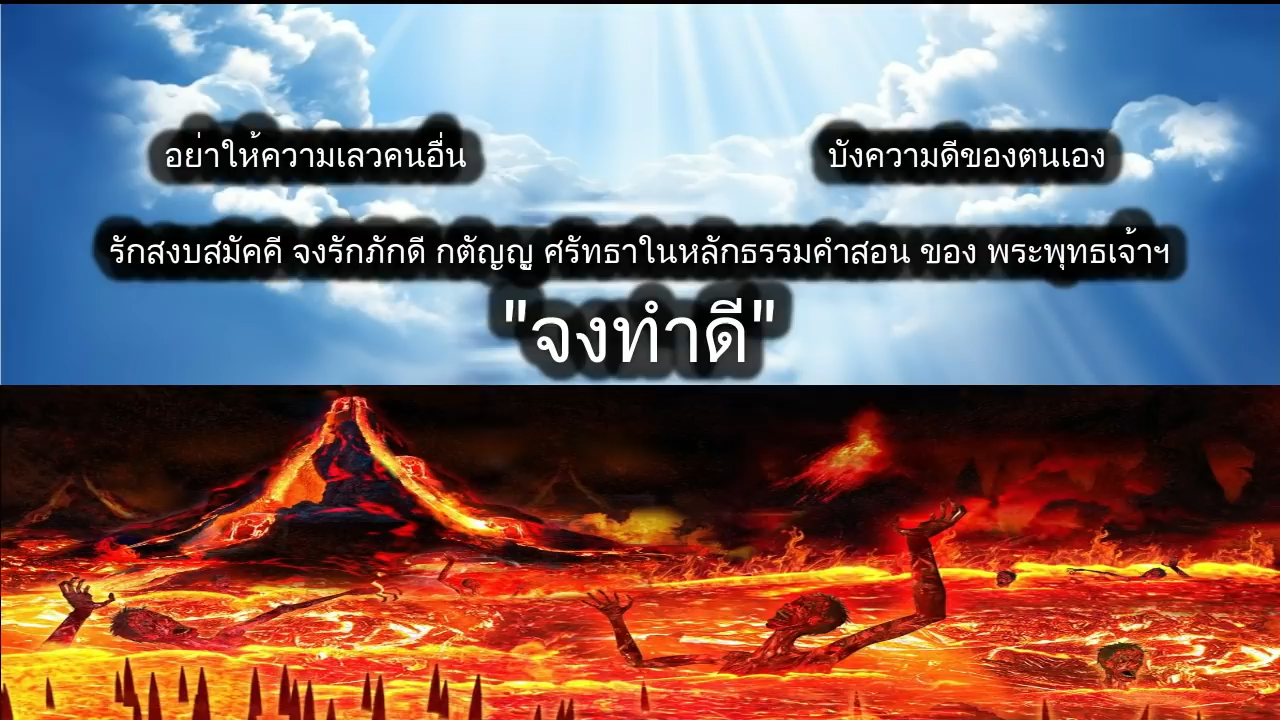 อย่าให้ความเลวคนอื่น บังความดีของตนเอง
รักสงบสมัคคี จงรักภักดี กตัญญู ศรัทธาในหลักธรรมคำสอน ของ พระพุทธเจ้าฯ
"จงทำดี"